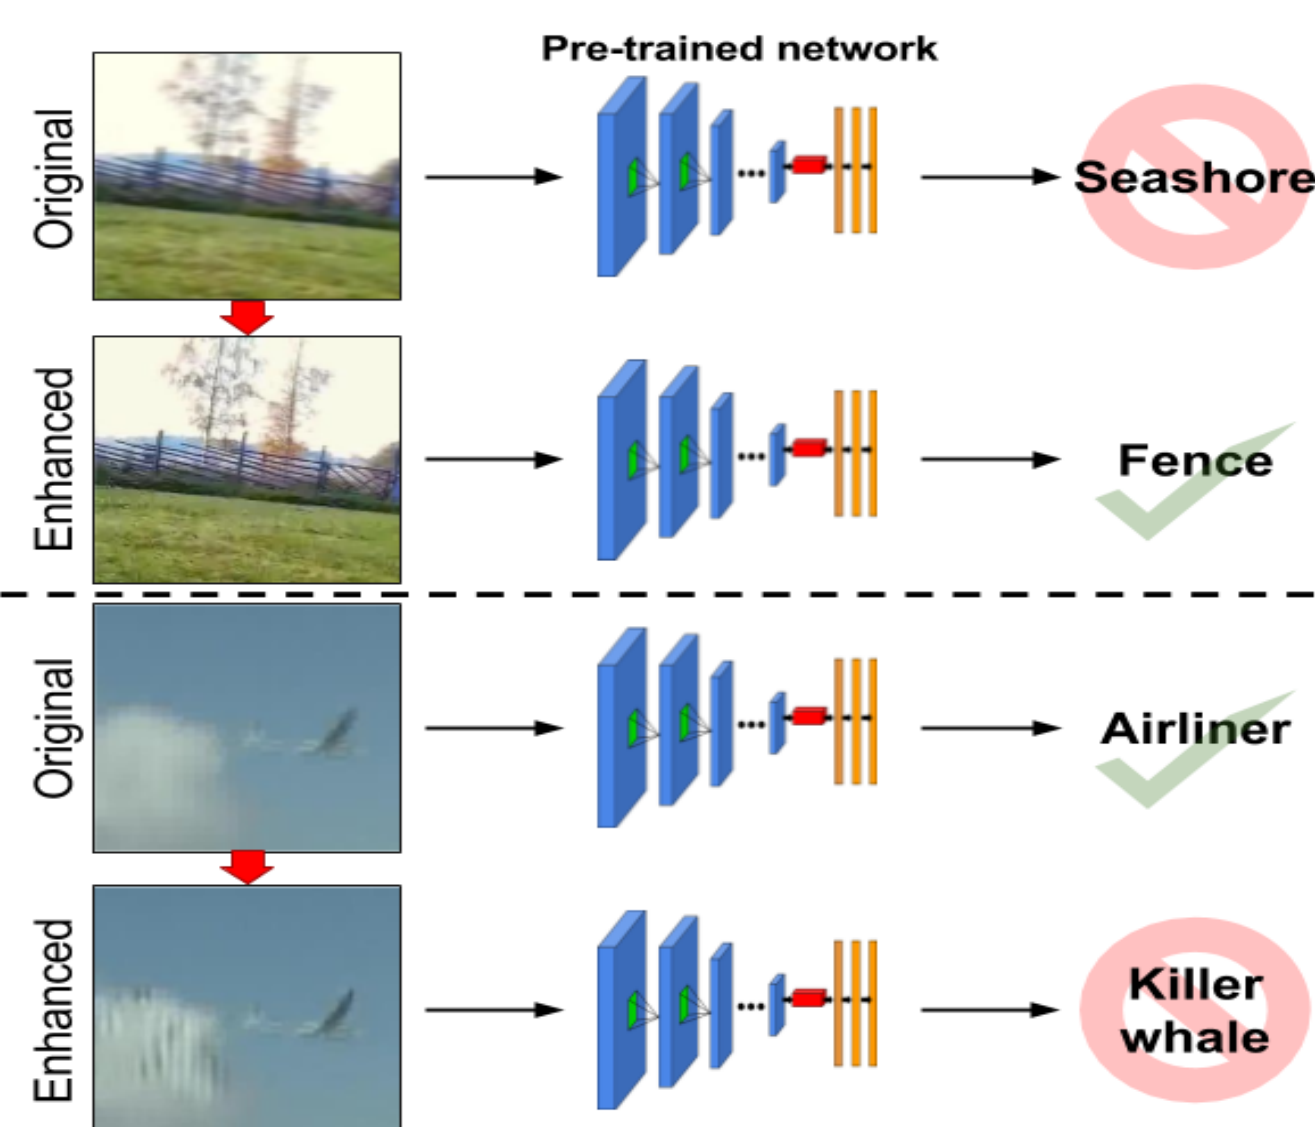 Pre-trained network
Original
Seashore
Enhanced
Fence
Original
Airliner
Enhanced
Killer
whale